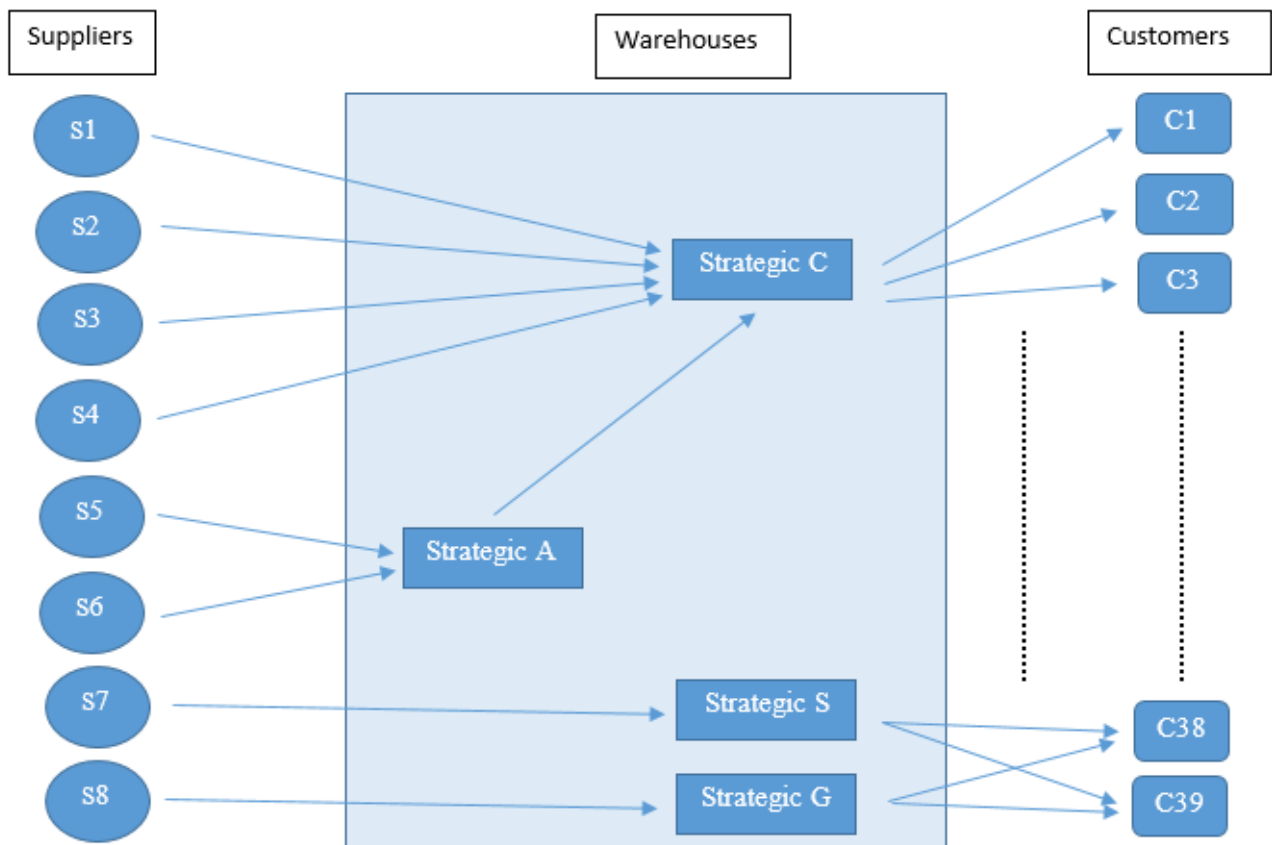 Suppliers
Warehouses
Customers
S1
C1
S2
C2
S3
Strategic C
C3
S4
S5
Strategic A
S6
S7
Strategic S
C38
S8
Strategic G
C39